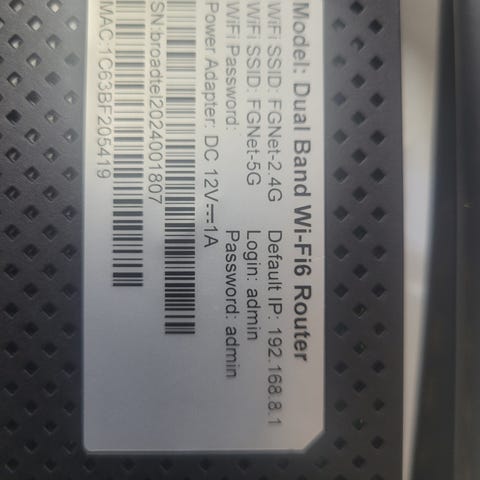 Model: Dual Band Wi-Fi6 Router
WiFi SSID: FGNet-2.4G Default IP: 192.168.8.1
WiFi SSID: FGNet-5G Login: admin
WiFi Password: Password: admin
Power Adapter: DC 12V⎓1A
SN:broadtel2024001807
MAC:1C63BF205419